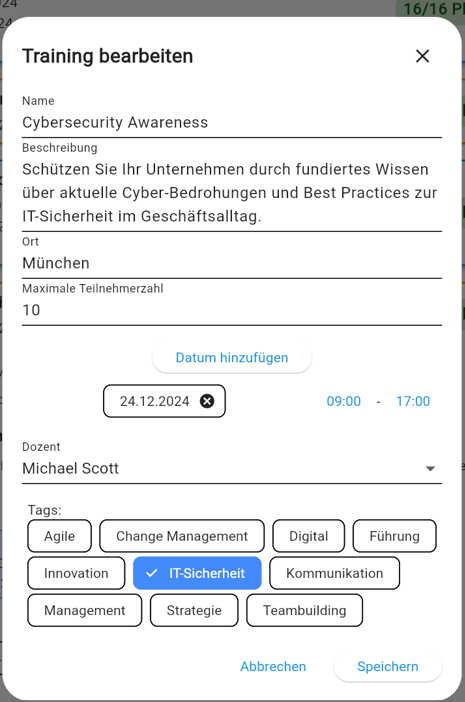 16/16
Training bearbeiten
Name
Cybersecurity Awareness
Beschreibung
Schützen Sie Ihr Unternehmen durch fundiertes Wissen
über aktuelle Cyber-Bedrohungen und Best Practices zur
IT-Sicherheit im Geschäftsalltag.
Ort
München
Maximale Teilnehmerzahl
10
Datum hinzufügen
24.12.2024 09:00 - 17:00
Dozent
Michael Scott
Tags:
Agile Change Management Digital Führung
Innovation IT-Sicherheit Kommunikation
Management Strategie Teambuilding
Abbrechen Speichern